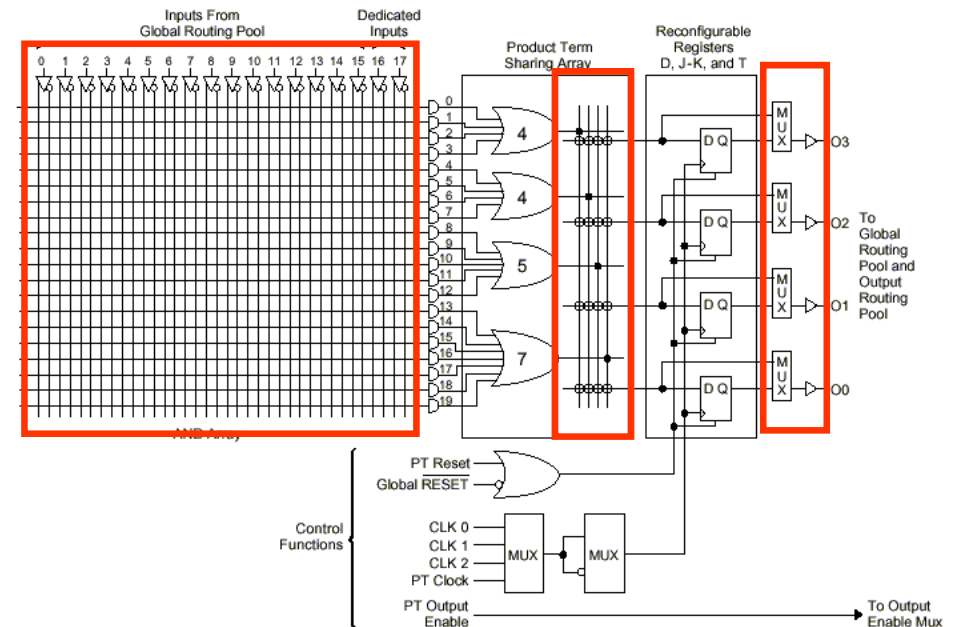 Inputs From
Global Routing Pool
Dedicated
Inputs
0 1 2 3 4 5 6 7 8 9 10 11 12 13 14 15 16 17
AND Array
0
1
2
3
4
5
6
7
8
9
10
11
12
13
14
15
16
17
18
19
Product Term
Sharing Array
4
4
5
7
Reconfigurable
Registers
D, J-K, and T
D Q
D Q
D Q
D Q
MUX
MUX
MUX
MUX
O3
O2
O1
O0
To
Global
Routing
Pool and
Output
Routing
Pool
Control
Functions
PT Reset
Global RESET
CLK 0
CLK 1
CLK 2
PT Clock
MUX
MUX
PT Output
Enable
To Output
Enable Mux